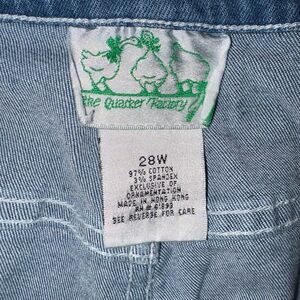 the Quacker Factory
28W
97% COTTON
3% SPANDEX
EXCLUSIVE OF
ORNAMENTATION
MADE IN HONG KONG
RN # 61893
SEE REVERSE FOR CARE